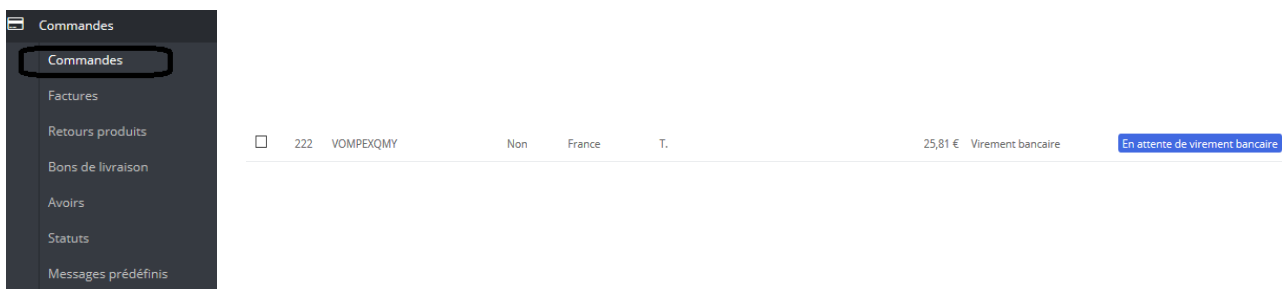 Commandes
Commandes
Factures
Retours produits
Bons de livraison
Avoirs
Statuts
Messages prédéfinis
222 VOMPEXQMY Non France T. 25,81 € Virement bancaire En attente de virement bancaire